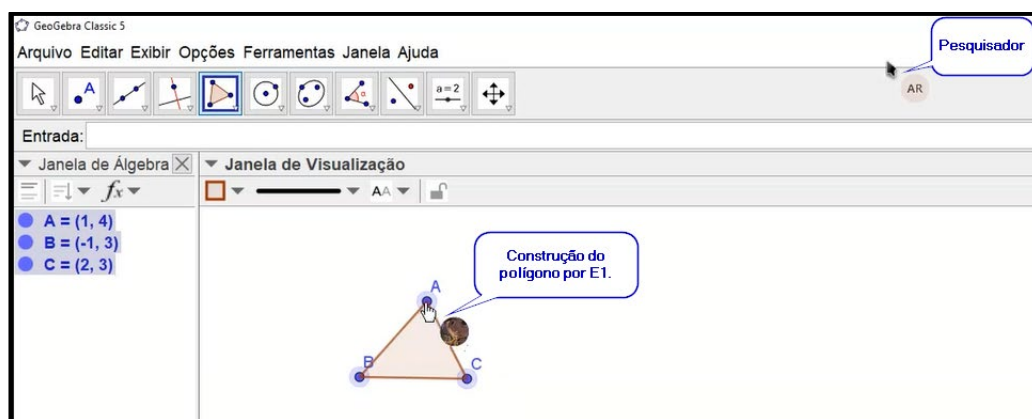 GeoGebra Classic 5
Arquivo Editar Exibir Opções Ferramentas Janela Ajuda
Pesquisador
AR
A
a=2
Entrada:
Janela de Álgebra
Janela de Visualização
fx
AA
A = (1, 4)
B = (-1, 3)
C = (2, 3)
Construção do
polígono por E1.
A
B
C